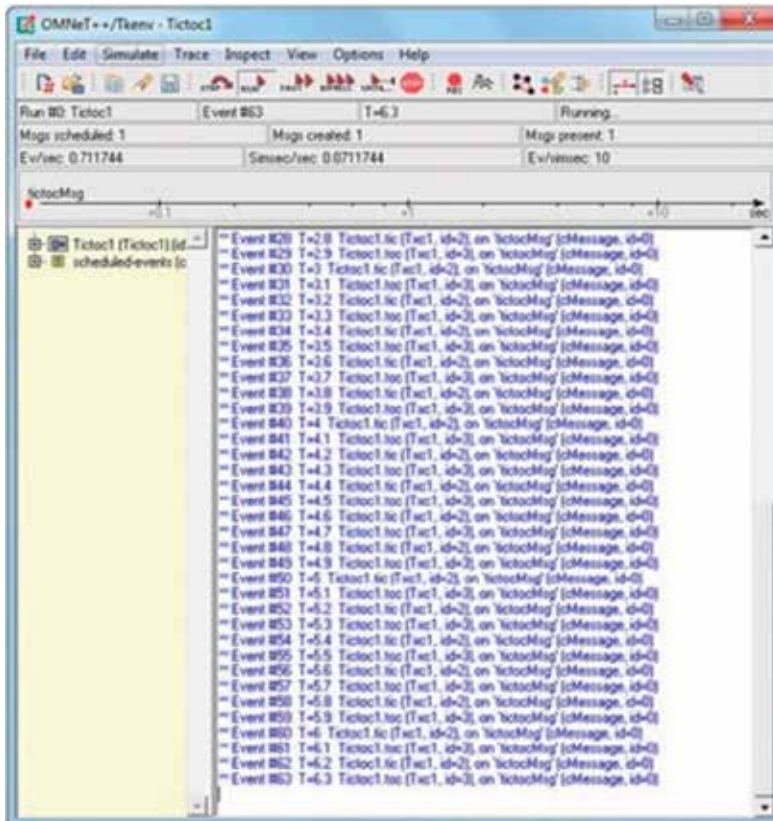 OMNeT++/Tkenv - Tictoc1
File Edit Simulate Trace Inspect View Options Help
STEP RUN FAST EXPRESS UNTIL... STOP
Run #0: Tictoc1 Event #63 T=6.3 Running...
Msgs scheduled: 1 Msgs created: 1 Msgs present: 1
Ev/sec: 0.711744 Simsec/sec: 0.0711744 Ev/simsec: 10
tictocMsg
+0.1 +1 +10 sec
Tictoc1 (Tictoc1) (id
scheduled-events (c
** Event #28 T=2.8 Tictoc1.tic (Txc1, id=2), on 'tictocMsg' (cMessage, id=0)
** Event #29 T=2.9 Tictoc1.toc (Txc1, id=3), on 'tictocMsg' (cMessage, id=0)
** Event #30 T=3 Tictoc1.tic (Txc1, id=2), on 'tictocMsg' (cMessage, id=0)
** Event #31 T=3.1 Tictoc1.toc (Txc1, id=3), on 'tictocMsg' (cMessage, id=0)
** Event #32 T=3.2 Tictoc1.tic (Txc1, id=2), on 'tictocMsg' (cMessage, id=0)
** Event #33 T=3.3 Tictoc1.toc (Txc1, id=3), on 'tictocMsg' (cMessage, id=0)
** Event #34 T=3.4 Tictoc1.tic (Txc1, id=2), on 'tictocMsg' (cMessage, id=0)
** Event #35 T=3.5 Tictoc1.toc (Txc1, id=3), on 'tictocMsg' (cMessage, id=0)
** Event #36 T=3.6 Tictoc1.tic (Txc1, id=2), on 'tictocMsg' (cMessage, id=0)
** Event #37 T=3.7 Tictoc1.toc (Txc1, id=3), on 'tictocMsg' (cMessage, id=0)
** Event #38 T=3.8 Tictoc1.tic (Txc1, id=2), on 'tictocMsg' (cMessage, id=0)
** Event #39 T=3.9 Tictoc1.toc (Txc1, id=3), on 'tictocMsg' (cMessage, id=0)
** Event #40 T=4 Tictoc1.tic (Txc1, id=2), on 'tictocMsg' (cMessage, id=0)
** Event #41 T=4.1 Tictoc1.toc (Txc1, id=3), on 'tictocMsg' (cMessage, id=0)
** Event #42 T=4.2 Tictoc1.tic (Txc1, id=2), on 'tictocMsg' (cMessage, id=0)
** Event #43 T=4.3 Tictoc1.toc (Txc1, id=3), on 'tictocMsg' (cMessage, id=0)
** Event #44 T=4.4 Tictoc1.tic (Txc1, id=2), on 'tictocMsg' (cMessage, id=0)
** Event #45 T=4.5 Tictoc1.toc (Txc1, id=3), on 'tictocMsg' (cMessage, id=0)
** Event #46 T=4.6 Tictoc1.tic (Txc1, id=2), on 'tictocMsg' (cMessage, id=0)
** Event #47 T=4.7 Tictoc1.toc (Txc1, id=3), on 'tictocMsg' (cMessage, id=0)
** Event #48 T=4.8 Tictoc1.tic (Txc1, id=2), on 'tictocMsg' (cMessage, id=0)
** Event #49 T=4.9 Tictoc1.toc (Txc1, id=3), on 'tictocMsg' (cMessage, id=0)
** Event #50 T=5 Tictoc1.tic (Txc1, id=2), on 'tictocMsg' (cMessage, id=0)
** Event #51 T=5.1 Tictoc1.toc (Txc1, id=3), on 'tictocMsg' (cMessage, id=0)
** Event #52 T=5.2 Tictoc1.tic (Txc1, id=2), on 'tictocMsg' (cMessage, id=0)
** Event #53 T=5.3 Tictoc1.toc (Txc1, id=3), on 'tictocMsg' (cMessage, id=0)
** Event #54 T=5.4 Tictoc1.tic (Txc1, id=2), on 'tictocMsg' (cMessage, id=0)
** Event #55 T=5.5 Tictoc1.toc (Txc1, id=3), on 'tictocMsg' (cMessage, id=0)
** Event #56 T=5.6 Tictoc1.tic (Txc1, id=2), on 'tictocMsg' (cMessage, id=0)
** Event #57 T=5.7 Tictoc1.toc (Txc1, id=3), on 'tictocMsg' (cMessage, id=0)
** Event #58 T=5.8 Tictoc1.tic (Txc1, id=2), on 'tictocMsg' (cMessage, id=0)
** Event #59 T=5.9 Tictoc1.toc (Txc1, id=3), on 'tictocMsg' (cMessage, id=0)
** Event #60 T=6 Tictoc1.tic (Txc1, id=2), on 'tictocMsg' (cMessage, id=0)
** Event #61 T=6.1 Tictoc1.toc (Txc1, id=3), on 'tictocMsg' (cMessage, id=0)
** Event #62 T=6.2 Tictoc1.tic (Txc1, id=2), on 'tictocMsg' (cMessage, id=0)
** Event #63 T=6.3 Tictoc1.toc (Txc1, id=3), on 'tictocMsg' (cMessage, id=0)